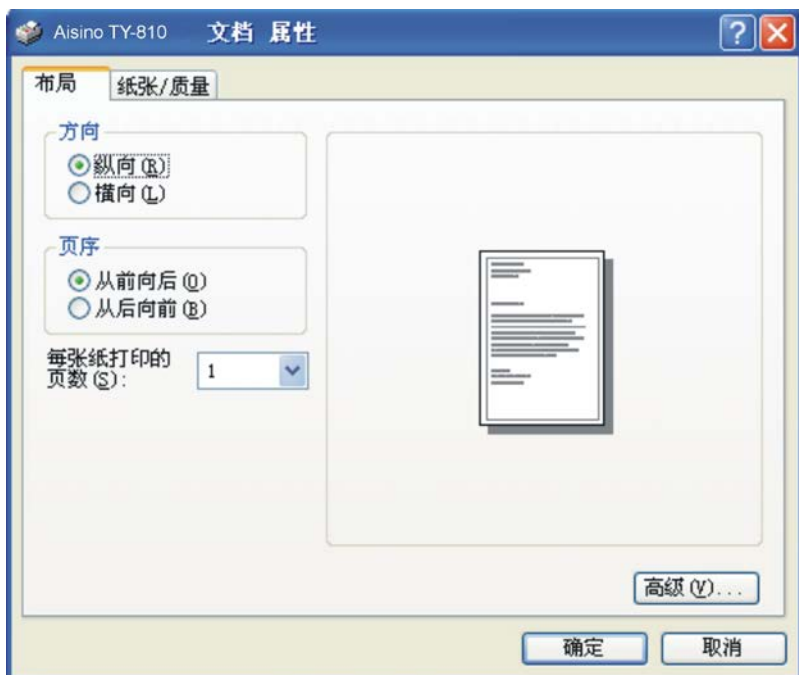 Aisino TY-810 文档 属性
布局 纸张/质量
方向
纵向(R)
横向(L)
页序
从前向后(O)
从后向前(B)
每张纸打印的
页数(S):
1
高级(V)...
确定 取消